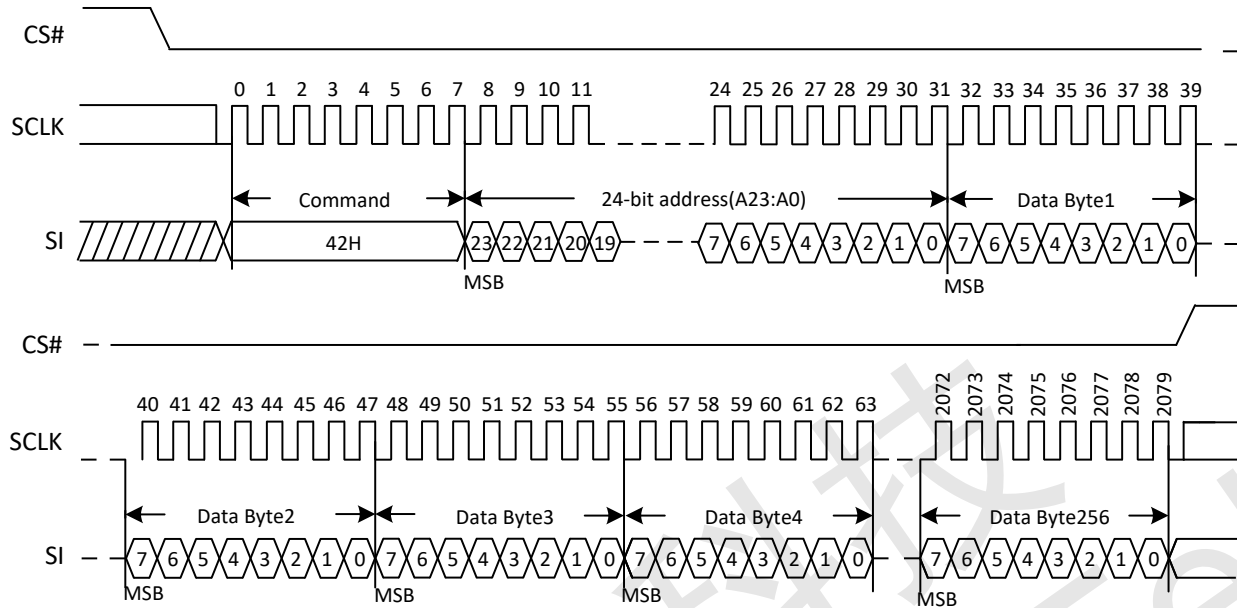 CS#
0 1 2 3 4 5 6 7 8 9 10 11 24 25 26 27 28 29 30 31 32 33 34 35 36 37 38 39
SCLK
Command 24-bit address(A23:A0) Data Byte1
SI 42H 23 22 21 20 19 7 6 5 4 3 2 1 0 7 6 5 4 3 2 1 0
MSB MSB
CS#
40 41 42 43 44 45 46 47 48 49 50 51 52 53 54 55 56 57 58 59 60 61 62 63 2072 2073 2074 2075 2076 2077 2078 2079
SCLK
Data Byte2 Data Byte3 Data Byte4 Data Byte256
SI 7 6 5 4 3 2 1 0 7 6 5 4 3 2 1 0 7 6 5 4 3 2 1 0 7 6 5 4 3 2 1 0
MSB MSB MSB MSB
科技